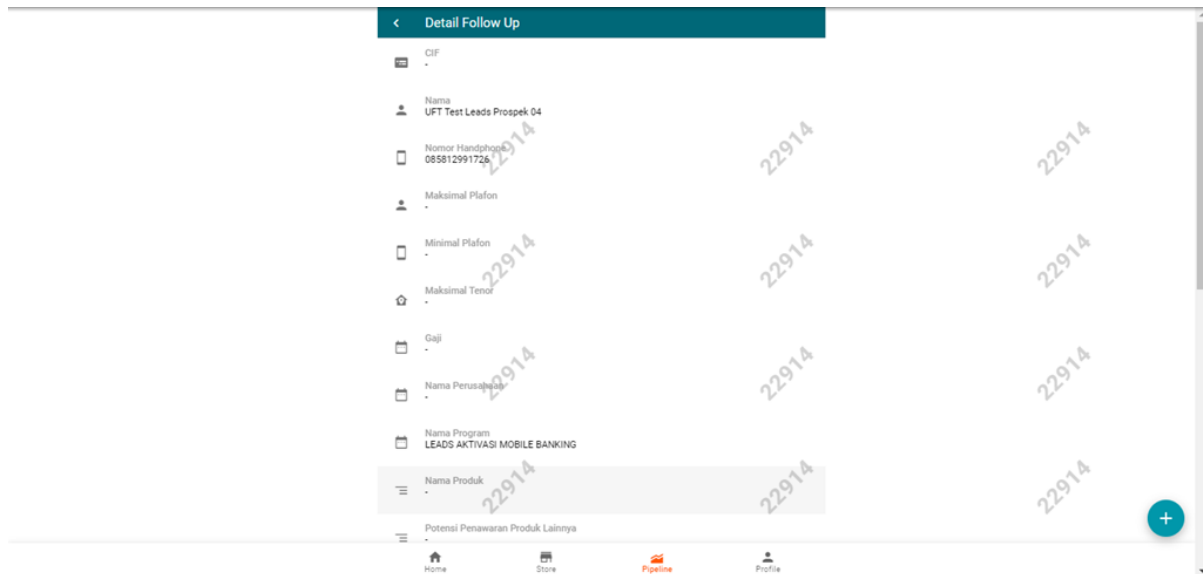 Detail Follow Up
CIF
-
Nama
UFT Test Leads Prospek 04
Nomor Handphone
085812991726
22914 22914 22914
Maksimal Plafon
-
Minimal Plafon
-
22914 22914 22914
Maksimal Tenor
-
Gaji
-
22914 22914 22914
Nama Perusahaan
-
Nama Program
LEADS AKTIVASI MOBILE BANKING
Nama Produk
-
22914 22914 22914
Potensi Penawaran Produk Lainnya
-
Home Store Pipeline Profile